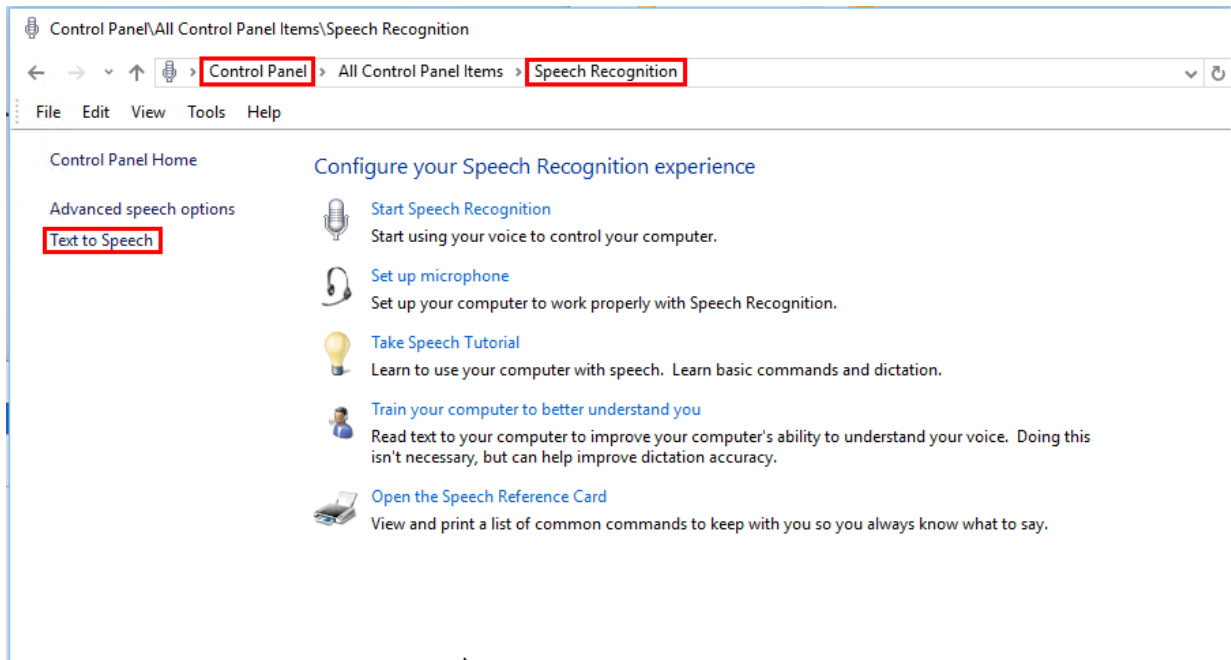 Control Panel\All Control Panel Items\Speech Recognition
Control Panel > All Control Panel Items > Speech Recognition
File Edit View Tools Help
Control Panel Home
Advanced speech options
Text to Speech
Configure your Speech Recognition experience
Start Speech Recognition
Start using your voice to control your computer.
Set up microphone
Set up your computer to work properly with Speech Recognition.
Take Speech Tutorial
Learn to use your computer with speech. Learn basic commands and dictation.
Train your computer to better understand you
Read text to your computer to improve your computer's ability to understand your voice. Doing this
isn't necessary, but can help improve dictation accuracy.
Open the Speech Reference Card
View and print a list of common commands to keep with you so you always know what to say.